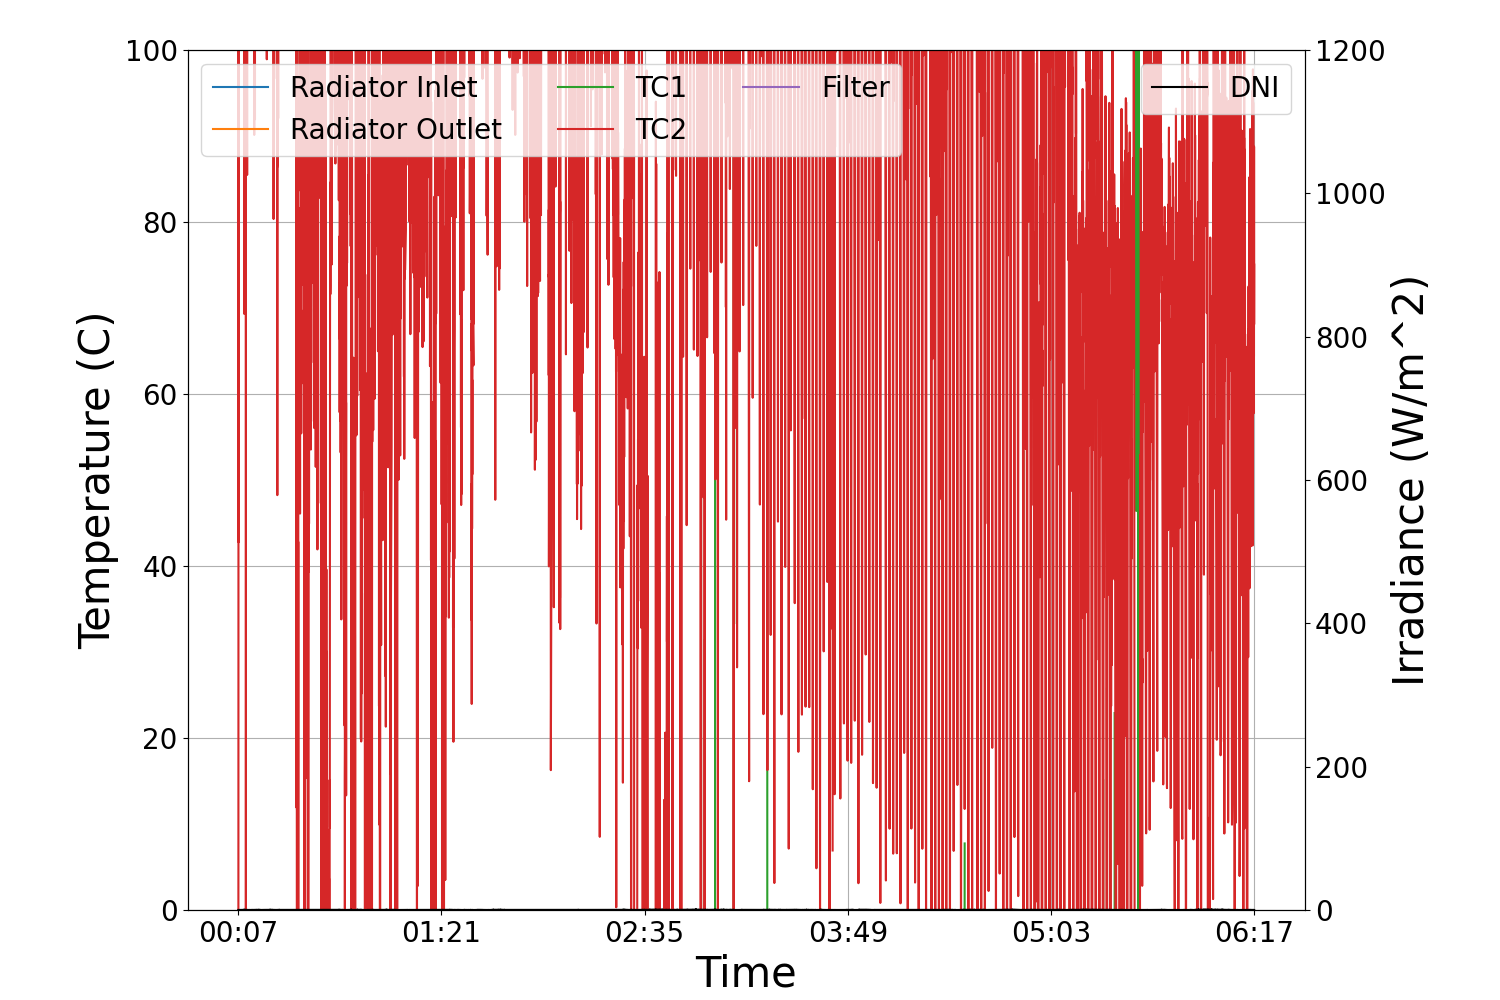 100
80
60
40
20
0
Temperature (C)
Radiator Inlet
Radiator Outlet
TC1
TC2
Filter
DNI
1200
1000
800
600
400
200
0
Irradiance (W/m^2)
00:07
01:21
02:35
03:49
05:03
06:17
Time